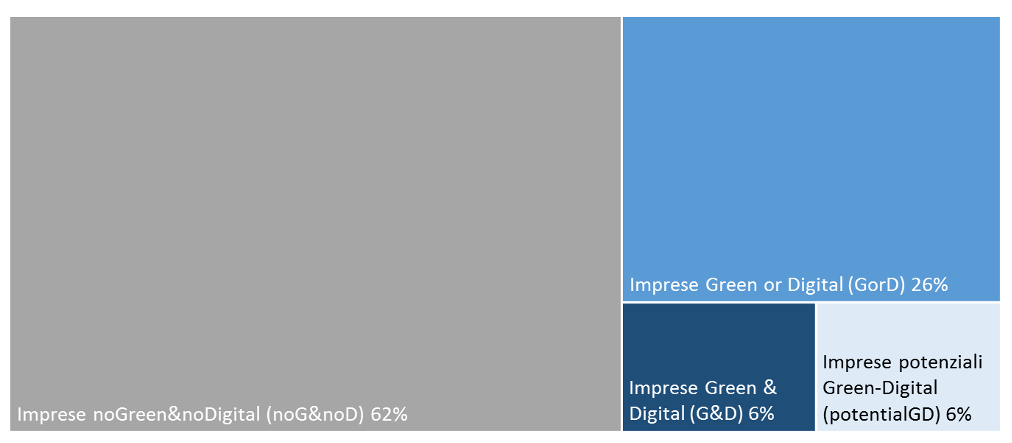 Imprese noGreen&noDigital (noG&noD) 62%
Imprese Green or Digital (GorD) 26%
Imprese Green &
Digital (G&D) 6%
Imprese potenziali
Green-Digital
(potentialGD) 6%